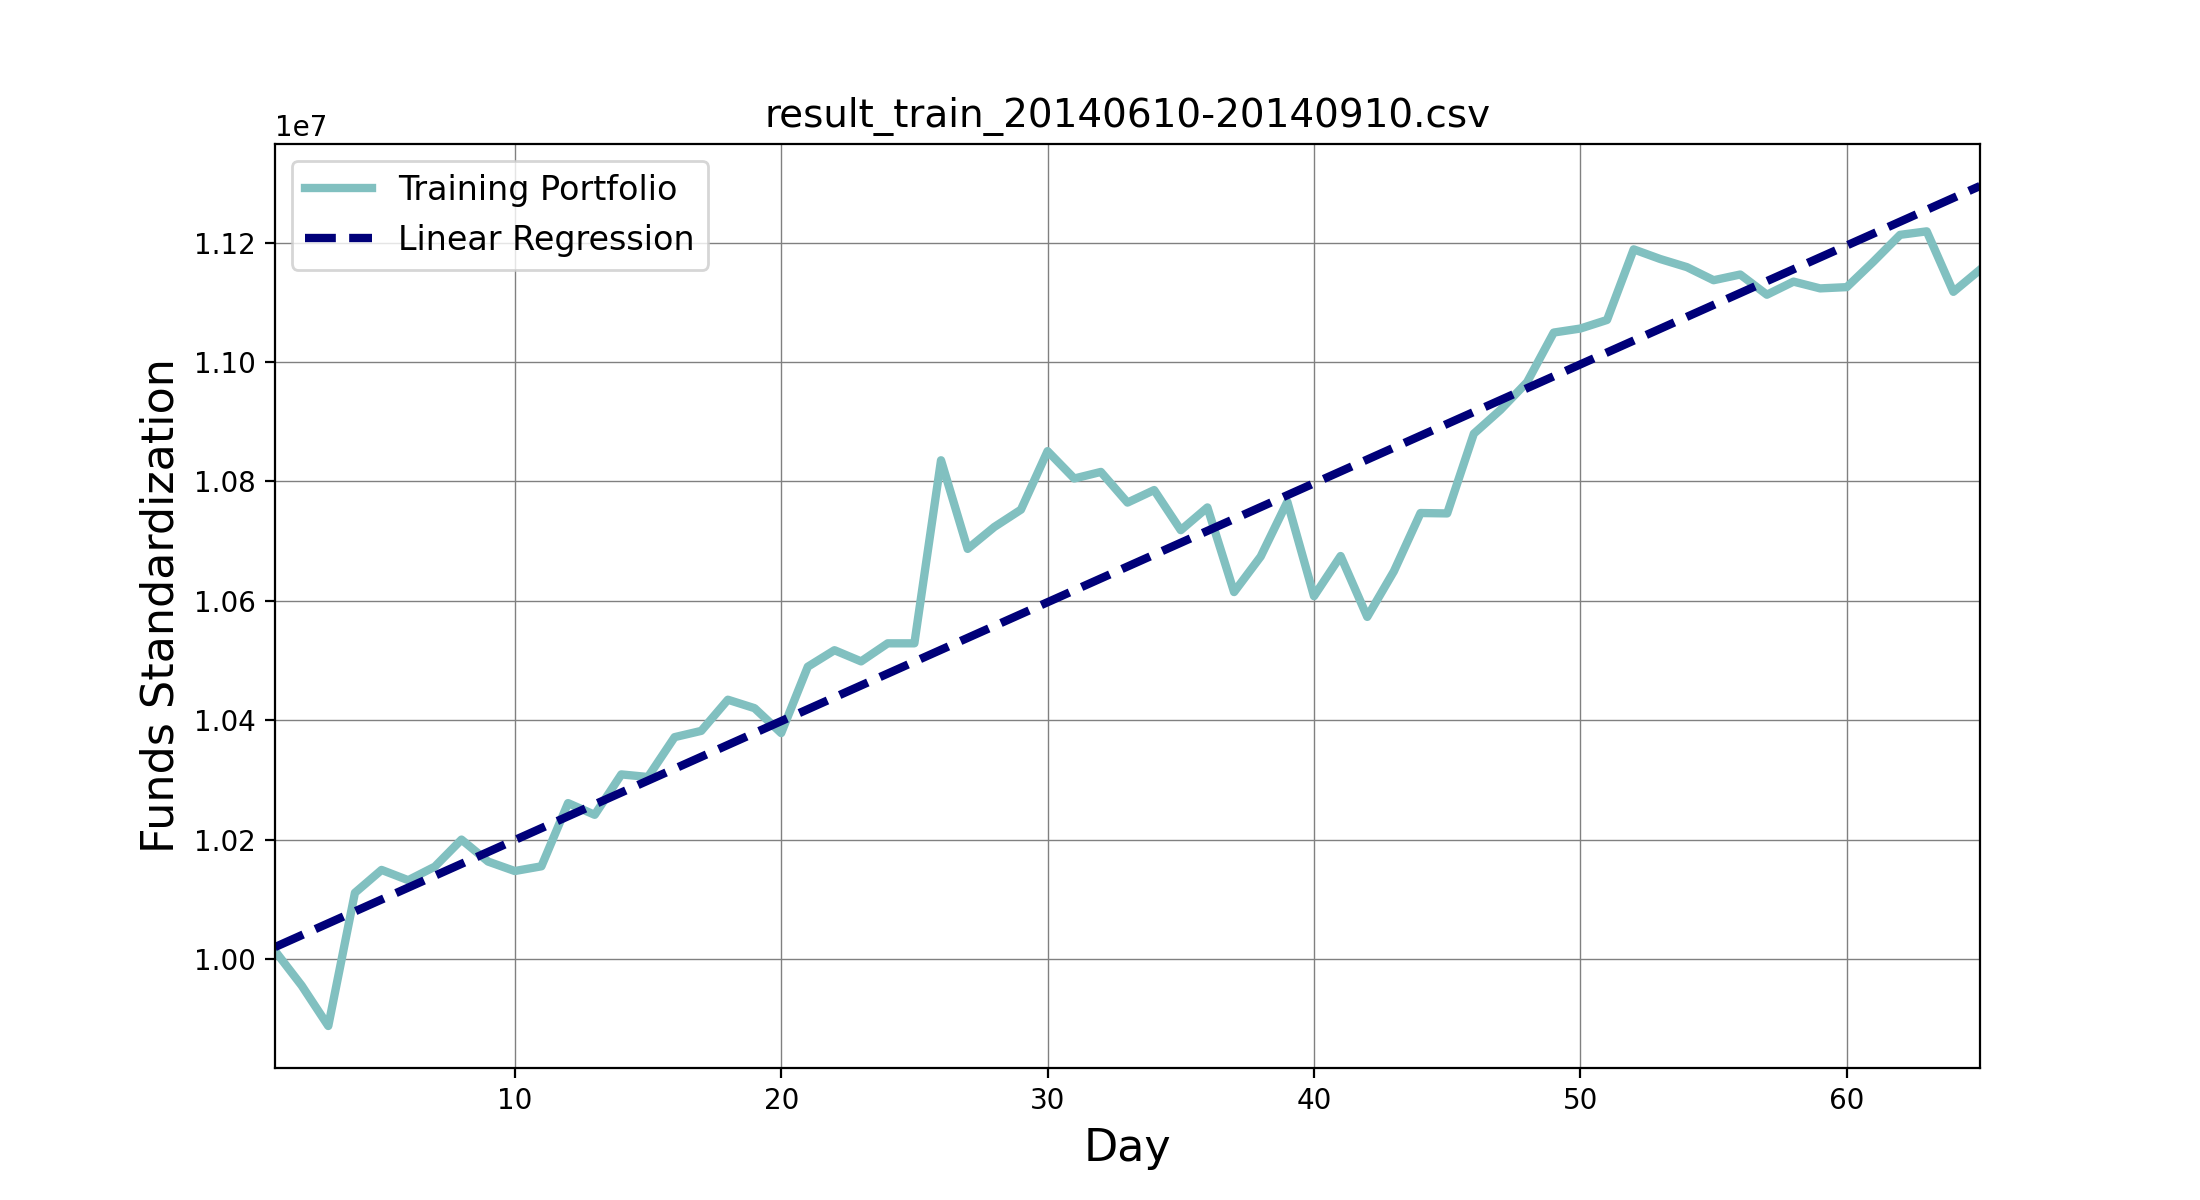 result_train_20140610-20140910.csv
1e7
Training Portfolio
Linear Regression
1.12
1.10
1.08
1.06
1.04
1.02
1.00
Funds Standardization
10 20 30 40 50 60
Day